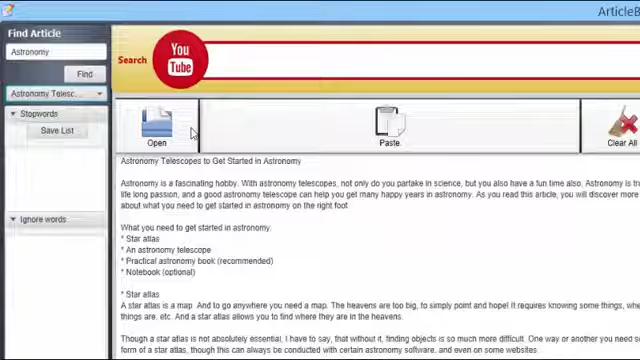 ArticleB
Find Article
Astronomy
Find
Astronomy Telesc...
Stopwords
Save List
Ignore words
Search
You
Tube
Open
Paste
Clear All
Astronomy Telescopes to Get Started in Astronomy
Astronomy is a fascinating hobby. With astronomy telescopes, not only do you partake in science, but you also have a fun time also. Astronomy is
life long passion, and a good astronomy telescope can help you get many happy years in astronomy. As you read this article, you will discover more
about what you need to get started in astronomy on the right foot
What you need to get started in astronomy
* Star atlas
* An astronomy telescope
* Practical astronomy book (recommended)
* Notebook (optional)
* Star atlas
A star atlas is a map. And to go anywhere you need a map. The heavens are too big, to simply point and hope! It requires knowing some things,
things are. etc. And a star atlas allows you to find where they are in the heavens.
Though a star atlas is not absolutely essential, I have to say, that without it, finding objects is so much more difficult. One way or another you need
form of a star atlas, though this can always be conducted with certain astronomy software, and even on some websites.